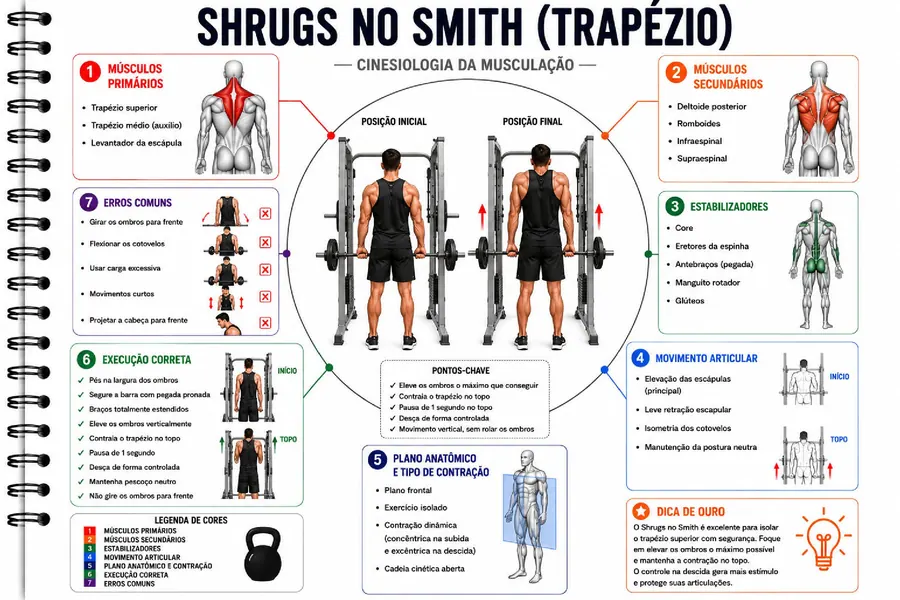 SHRUGS NO SMITH (TRAPÉZIO)
— CINESIOLOGIA DA MUSCULAÇÃO —
1 MÚSCULOS
PRIMÁRIOS
• Trapézio superior
• Trapézio médio (auxílio)
• Levantador da escápula
POSIÇÃO INICIAL
POSIÇÃO FINAL
2 MÚSCULOS
SECUNDÁRIOS
• Deltoide posterior
• Romboides
• Infraespinal
• Supraespinal
7 ERROS COMUNS
• Girar os ombros para frente
• Flexionar os cotovelos
• Usar carga excessiva
• Movimentos curtos
• Projetar a cabeça para frente
3 ESTABILIZADORES
• Core
• Eretores da espinha
• Antebraços (pegada)
• Manguito rotador
• Glúteos
6 EXECUÇÃO CORRETA
✓ Pés na largura dos ombros
✓ Segure a barra com pegada pronada
✓ Braços totalmente estendidos
✓ Eleve os ombros verticalmente
✓ Contraia o trapézio no topo
✓ Pausa de 1 segundo
✓ Desça de forma controlada
✓ Mantenha pescoço neutro
✓ Não gire os ombros para frente
INÍCIO
TOPO
PONTOS-CHAVE
✓ Eleve os ombros o máximo que conseguir
✓ Contraia o trapézio no topo
✓ Pausa de 1 segundo no topo
✓ Desça de forma controlada
✓ Movimento vertical, sem rolar os ombros
4 MOVIMENTO ARTICULAR
• Elevação das escápulas
(principal)
• Leve retração escapular
• Isometria dos cotovelos
• Manutenção da postura neutra
INÍCIO
TOPO
5 PLANO ANATÔMICO
E TIPO DE CONTRAÇÃO
• Plano frontal
• Exercício isolado
• Contração dinâmica
(concêntrica na subida
e excêntrica na descida)
• Cadeia cinética aberta
LEGENDA DE CORES
1 MÚSCULOS PRIMÁRIOS
2 MÚSCULOS SECUNDÁRIOS
3 ESTABILIZADORES
4 MOVIMENTO ARTICULAR
5 PLANO ANATÔMICO E CONTRAÇÃO
6 EXECUÇÃO CORRETA
7 ERROS COMUNS
DICA DE OURO
O Shrugs no Smith é excelente para isolar
o trapézio superior com segurança. Foque
em elevar os ombros o máximo possível
e mantenha a contração no topo.
O controle na descida gera mais estímulo
e protege suas articulações.